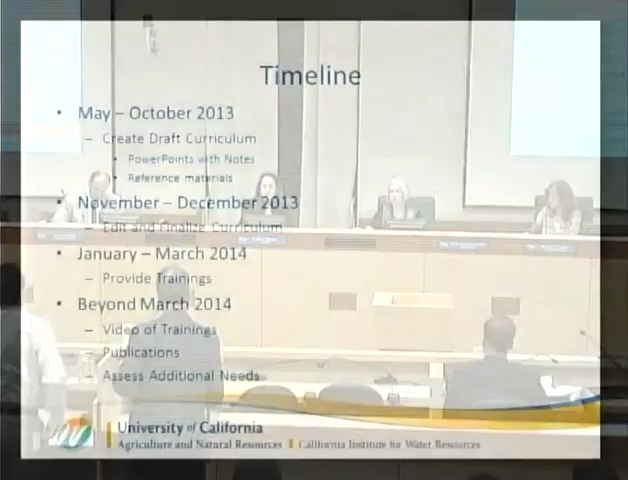 Timeline
• May – October 2013
– Create Draft Curriculum
• PowerPoints with Notes
• Reference materials
• November – December 2013
– Edit and Finalize Curriculum
• January – March 2014
– Provide Trainings
• Beyond March 2014
– Video of Trainings
– Publications
– Assess Additional Needs
University of California
Agriculture and Natural Resources | California Institute for Water Resources